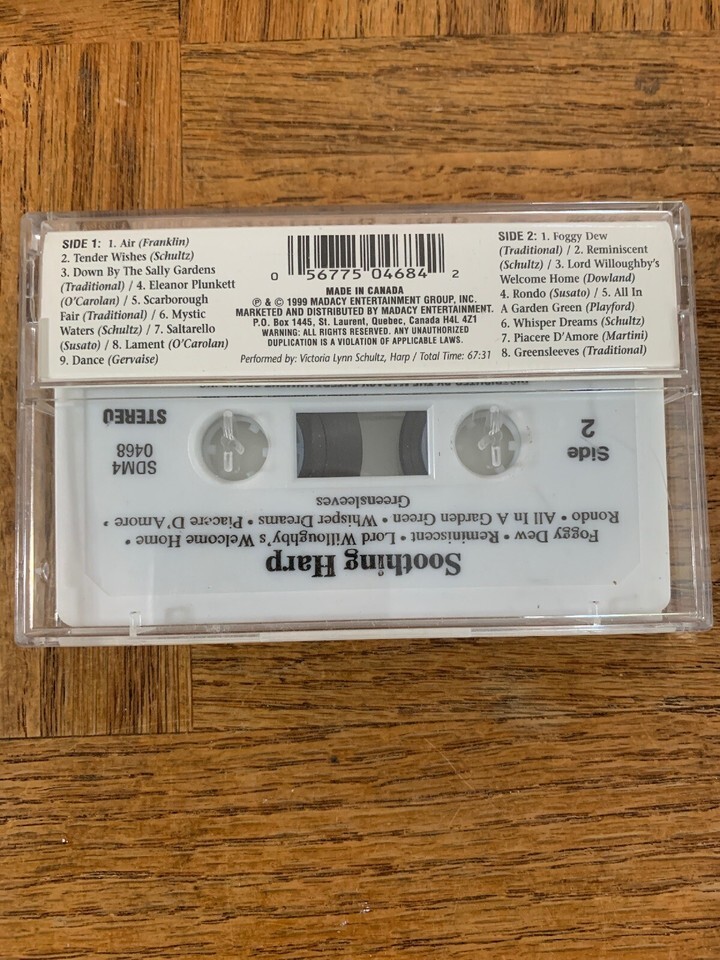 SIDE 1: 1. Air (Franklin)
2. Tender Wishes (Schultz)
3. Down By The Sally Gardens
(Traditional) / 4. Eleanor Plunkett
(O'Carolan) / 5. Scarborough
Fair (Traditional) / 6. Mystic
Waters (Schultz) / 7. Saltarello
(Susato) / 8. Lament (O'Carolan)
9. Dance (Gervaise)
0 56775 04684 2
MADE IN CANADA
℗ & © 1999 MADACY ENTERTAINMENT GROUP, INC.
MARKETED AND DISTRIBUTED BY MADACY ENTERTAINMENT.
P.O. Box 1445, St. Laurent, Quebec, Canada H4L 4Z1
WARNING: ALL RIGHTS RESERVED. ANY UNAUTHORIZED
DUPLICATION IS A VIOLATION OF APPLICABLE LAWS.
Performed by: Victoria Lynn Schultz, Harp / Total Time: 67:31
SIDE 2: 1. Foggy Dew
(Traditional) / 2. Reminiscent
(Schultz) / 3. Lord Willoughby's
Welcome Home (Dowland)
4. Rondo (Susato) / 5. All In
A Garden Green (Playford)
6. Whisper Dreams (Schultz)
7. Piacere D'Amore (Martini)
8. Greensleeves (Traditional)
Soothing Harp
Foggy Dew • Reminiscent • Lord Willoughby's Welcome Home •
Rondo • All In A Garden Green • Whisper Dreams • Piacere D'Amore •
Greensleeves
Side
2
SDM4
0468
STEREO